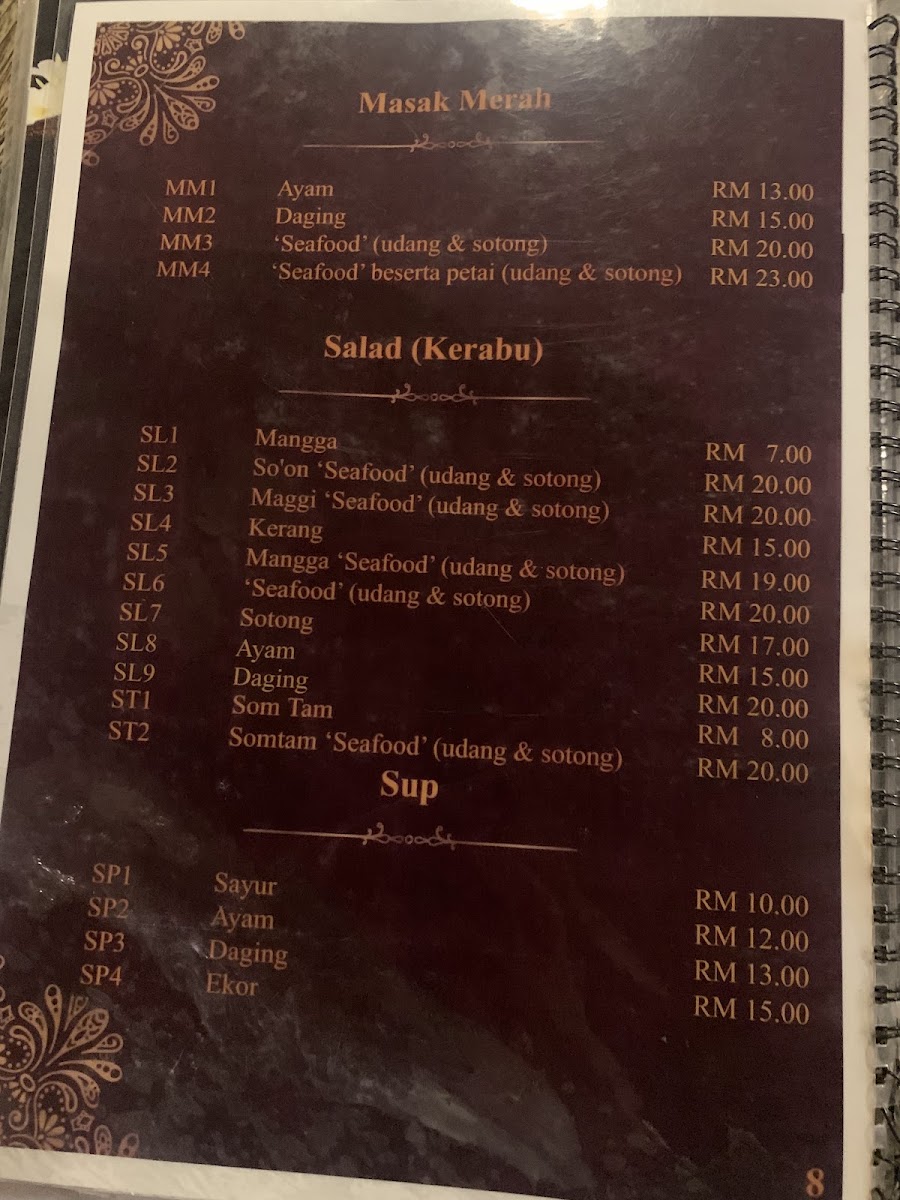 Masak Merah
MM1 Ayam RM 13.00
MM2 Daging RM 15.00
MM3 ‘Seafood’ (udang & sotong) RM 20.00
MM4 ‘Seafood’ beserta petai (udang & sotong) RM 23.00
Salad (Kerabu)
SL1 Mangga RM 7.00
SL2 So'on ‘Seafood’ (udang & sotong) RM 20.00
SL3 Maggi ‘Seafood’ (udang & sotong) RM 20.00
SL4 Kerang RM 15.00
SL5 Mangga ‘Seafood’ (udang & sotong) RM 19.00
SL6 ‘Seafood’ (udang & sotong) RM 20.00
SL7 Sotong RM 17.00
SL8 Ayam RM 15.00
SL9 Daging RM 20.00
ST1 Som Tam RM 8.00
ST2 Somtam ‘Seafood’ (udang & sotong) RM 20.00
Sup
SP1 Sayur RM 10.00
SP2 Ayam RM 12.00
SP3 Daging RM 13.00
SP4 Ekor RM 15.00
8